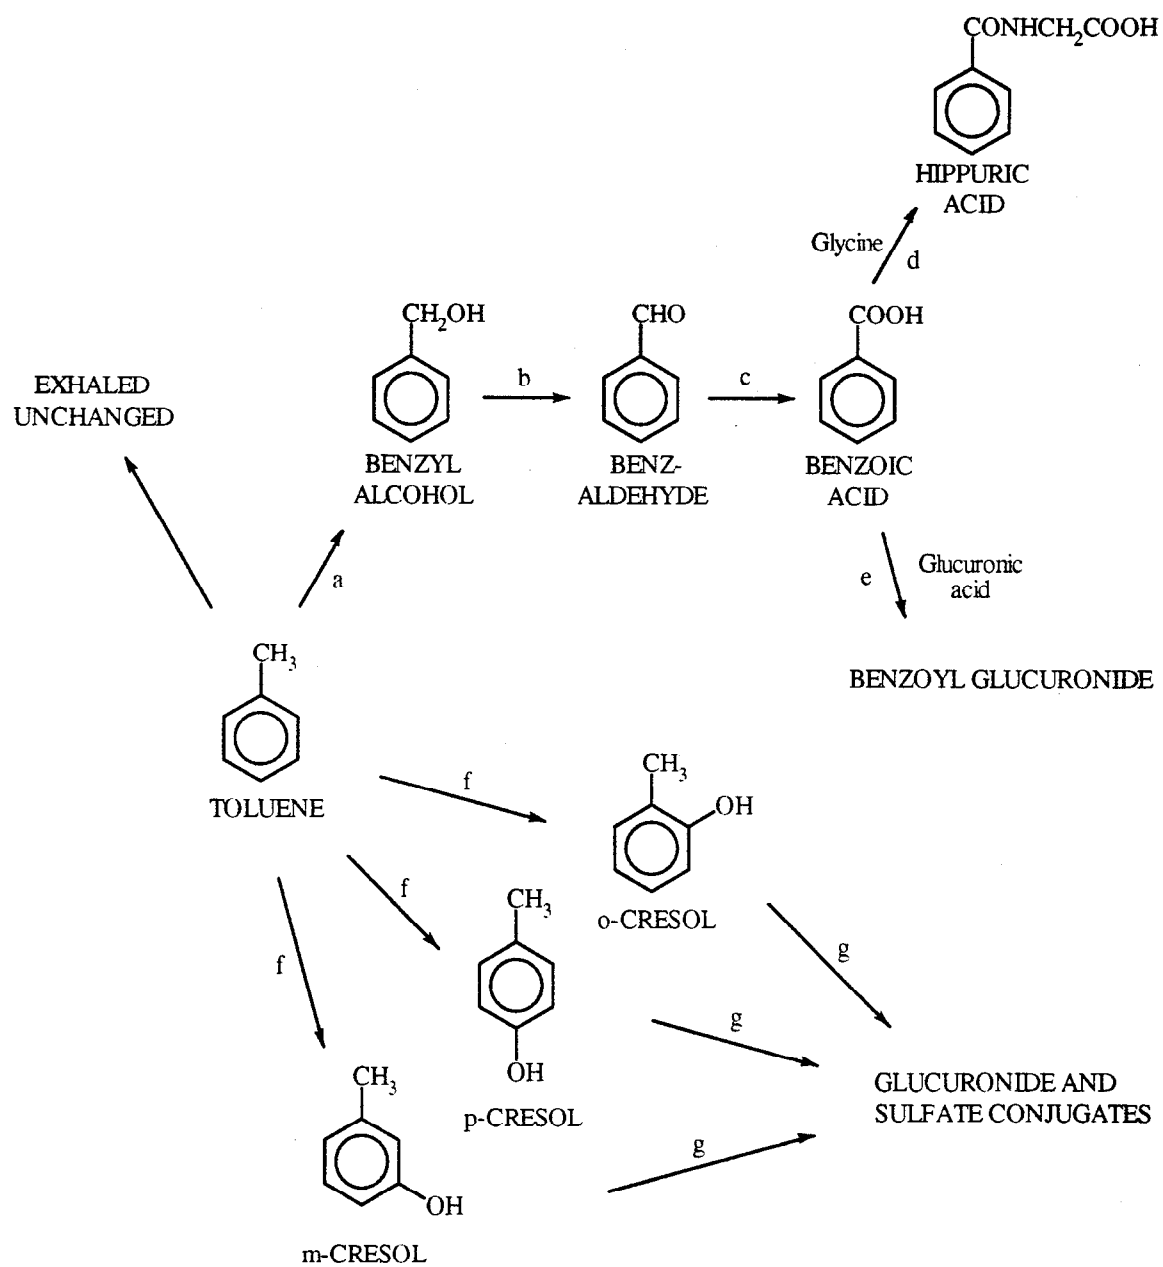 CONHCH₂COOH
HIPPURIC
ACID
Glycine
d
CH₂OH
CHO
COOH
EXHALED
UNCHANGED
b
c
BENZYL
ALCOHOL
BENZ-
ALDEHYDE
BENZOIC
ACID
a
e
Glucuronic
acid
CH₃
BENZOYL GLUCURONIDE
TOLUENE
f
CH₃
OH
o-CRESOL
f
CH₃
g
f
OH
p-CRESOL
g
CH₃
OH
m-CRESOL
g
GLUCURONIDE AND
SULFATE CONJUGATES